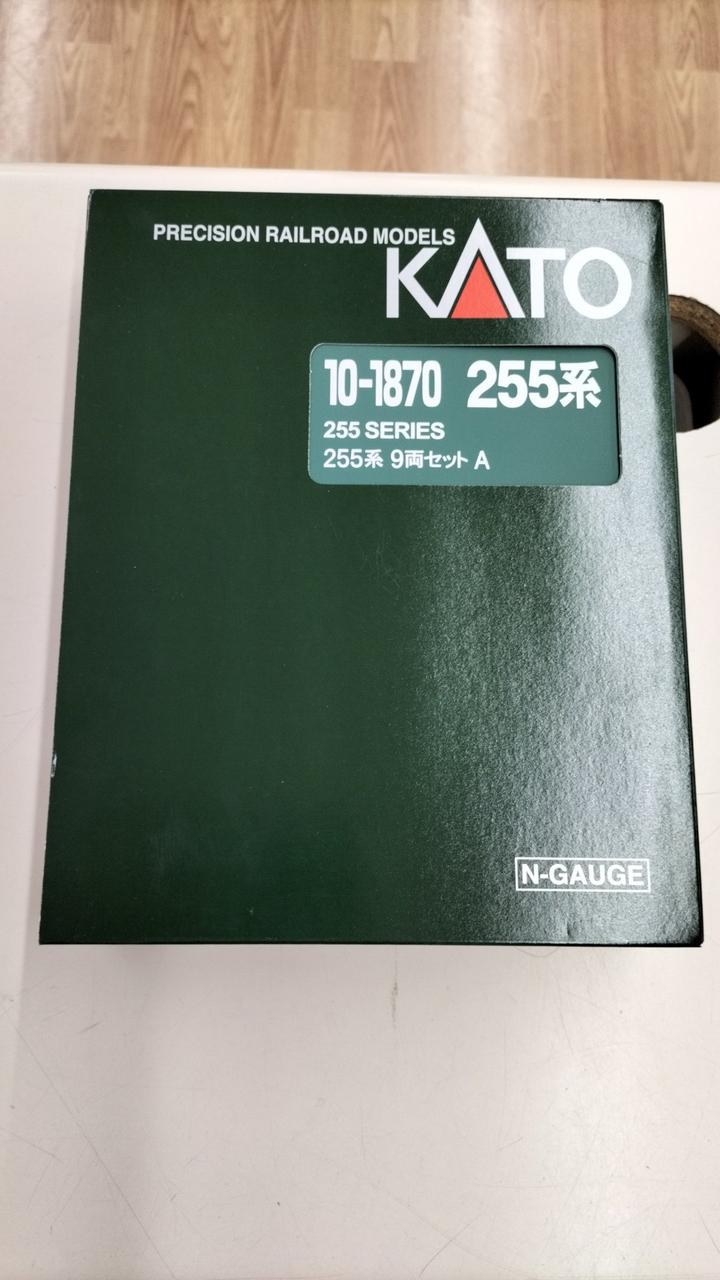 PRECISION RAILROAD MODELS
KATO
10-1870 255系
255 SERIES
255系 9両セット A
N-GAUGE